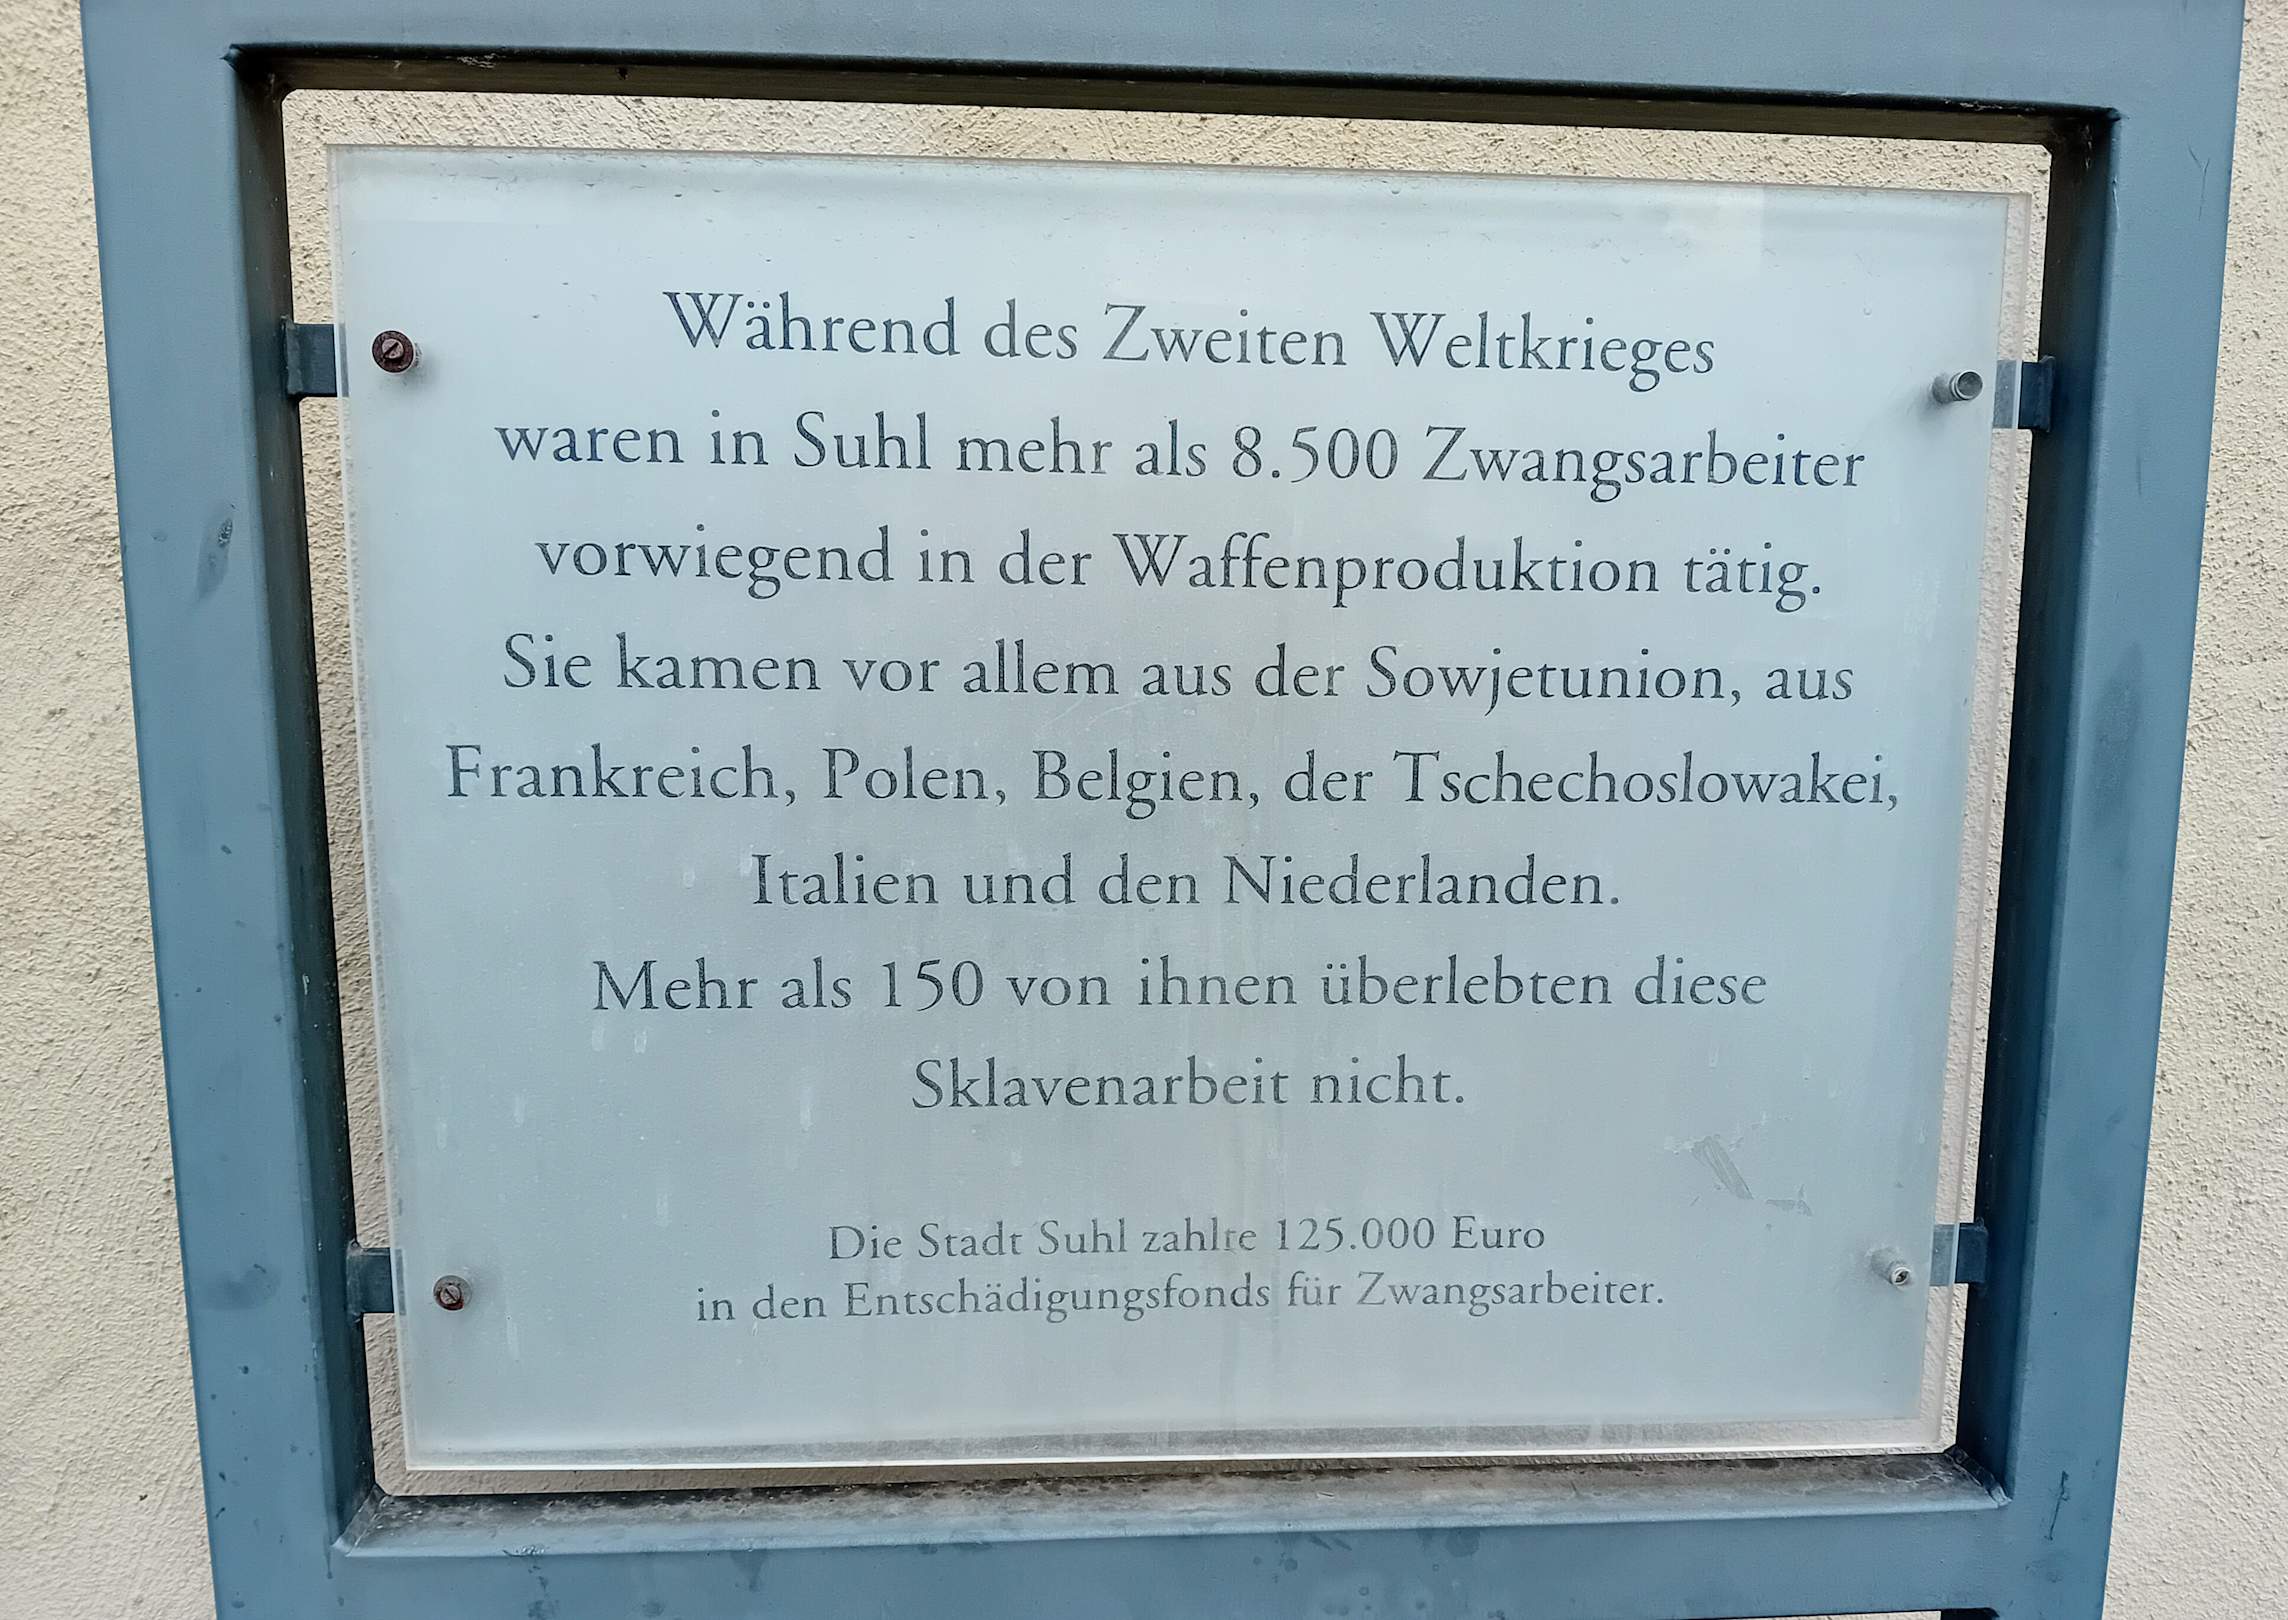 Während des Zweiten Weltkrieges
waren in Suhl mehr als 8.500 Zwangsarbeiter
vorwiegend in der Waffenproduktion tätig.
Sie kamen vor allem aus der Sowjetunion, aus
Frankreich, Polen, Belgien, der Tschechoslowakei,
Italien und den Niederlanden.
Mehr als 150 von ihnen überlebten diese
Sklavenarbeit nicht.
Die Stadt Suhl zahlte 125.000 Euro
in den Entschädigungsfonds für Zwangsarbeiter.